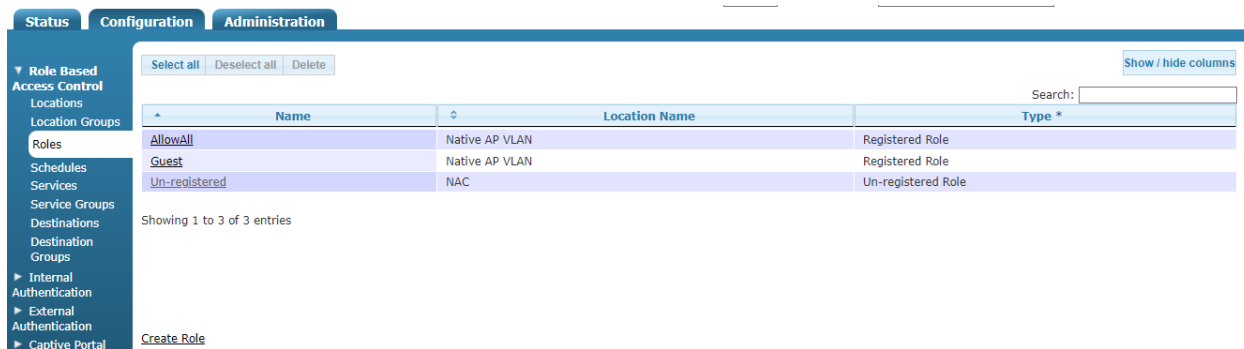 Status Configuration Administration
Role Based
Access Control
Locations
Location Groups
Roles
Schedules
Services
Service Groups
Destinations
Destination
Groups
Internal
Authentication
External
Authentication
Captive Portal
Select all Deselect all Delete Show / hide columns
Search:
Name Location Name Type *
AllowAll Native AP VLAN Registered Role
Guest Native AP VLAN Registered Role
Un-registered NAC Un-registered Role
Showing 1 to 3 of 3 entries
Create Role